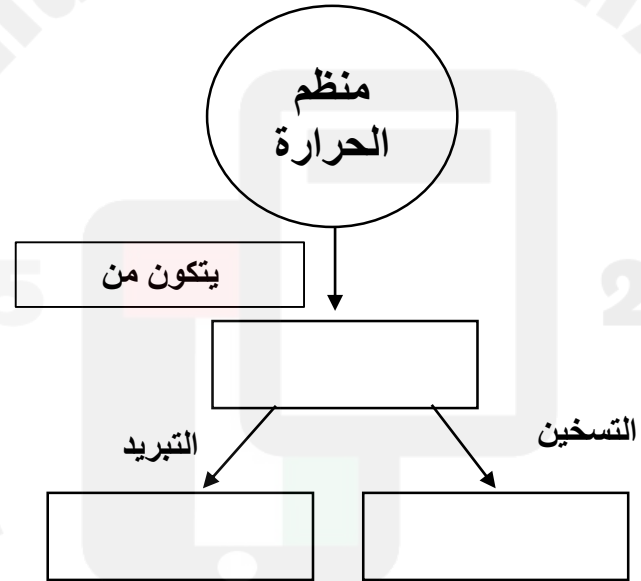 منظم
الحرارة
يتكون من
التسخين
التبريد